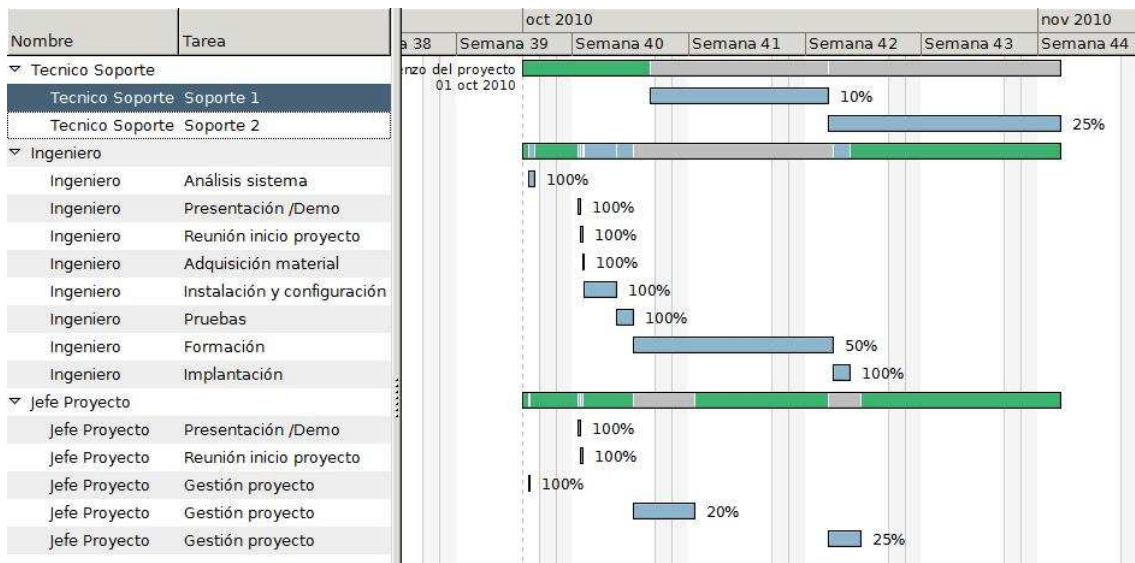 oct 2010 nov 2010
Nombre Tarea a 38 Semana 39 Semana 40 Semana 41 Semana 42 Semana 43 Semana 44
Tecnico Soporte nzo del proyecto
01 oct 2010
Tecnico Soporte Soporte 1 10%
Tecnico Soporte Soporte 2 25%
Ingeniero
Ingeniero Análisis sistema 100%
Ingeniero Presentación /Demo 100%
Ingeniero Reunión inicio proyecto 100%
Ingeniero Adquisición material 100%
Ingeniero Instalación y configuración 100%
Ingeniero Pruebas 100%
Ingeniero Formación 50%
Ingeniero Implantación 100%
Jefe Proyecto
Jefe Proyecto Presentación /Demo 100%
Jefe Proyecto Reunión inicio proyecto 100%
Jefe Proyecto Gestión proyecto 100%
Jefe Proyecto Gestión proyecto 20%
Jefe Proyecto Gestión proyecto 25%